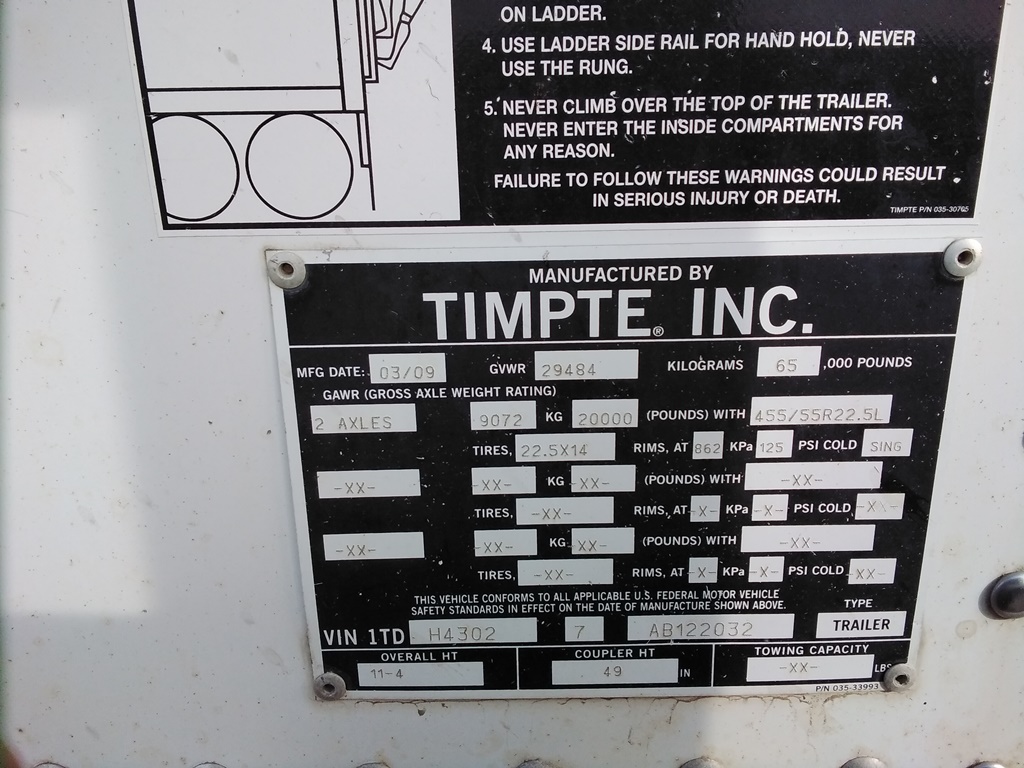 ON LADDER.
4. USE LADDER SIDE RAIL FOR HAND HOLD, NEVER
USE THE RUNG.
5. NEVER CLIMB OVER THE TOP OF THE TRAILER.
NEVER ENTER THE INSIDE COMPARTMENTS FOR
ANY REASON.
FAILURE TO FOLLOW THESE WARNINGS COULD RESULT
IN SERIOUS INJURY OR DEATH.
TIMPTE P/N 035-30765
MANUFACTURED BY
TIMPTE® INC.
MFG DATE: 03/09 GVWR 29484 KILOGRAMS 65 ,000 POUNDS
GAWR (GROSS AXLE WEIGHT RATING)
2 AXLES 9072 KG 20000 (POUNDS) WITH 455/55R22.5L
TIRES, 22.5X14 RIMS, AT 862 KPa 125 PSI COLD SING
-XX- -XX- KG -XX- (POUNDS) WITH -XX-
TIRES, -XX- RIMS, AT -X- KPa -X- PSI COLD -XX-
-XX- -XX- KG -XX- (POUNDS) WITH -XX-
TIRES, -XX- RIMS, AT -X- KPa -X- PSI COLD -XX-
THIS VEHICLE CONFORMS TO ALL APPLICABLE U.S. FEDERAL MOTOR VEHICLE
SAFETY STANDARDS IN EFFECT ON THE DATE OF MANUFACTURE SHOWN ABOVE.
TYPE
VIN 1TD H4302 7 AB122032 TRAILER
OVERALL HT COUPLER HT TOWING CAPACITY
11-4 49 IN -XX- LBS
P/N 035-33993